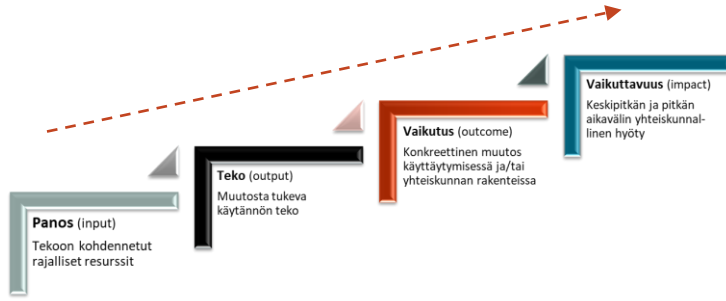 Panos (input)
Tekoon kohdennetut
rajalliset resurssit
Teko (output)
Muutosta tukeva
käytännön teko
Vaikutus (outcome)
Konkreettinen muutos
käyttäytymisessä ja/tai
yhteiskunnan rakenteissa
Vaikuttavuus (impact)
Keskipitkän ja pitkän
aikavälin yhteiskunnal-
linen hyöty